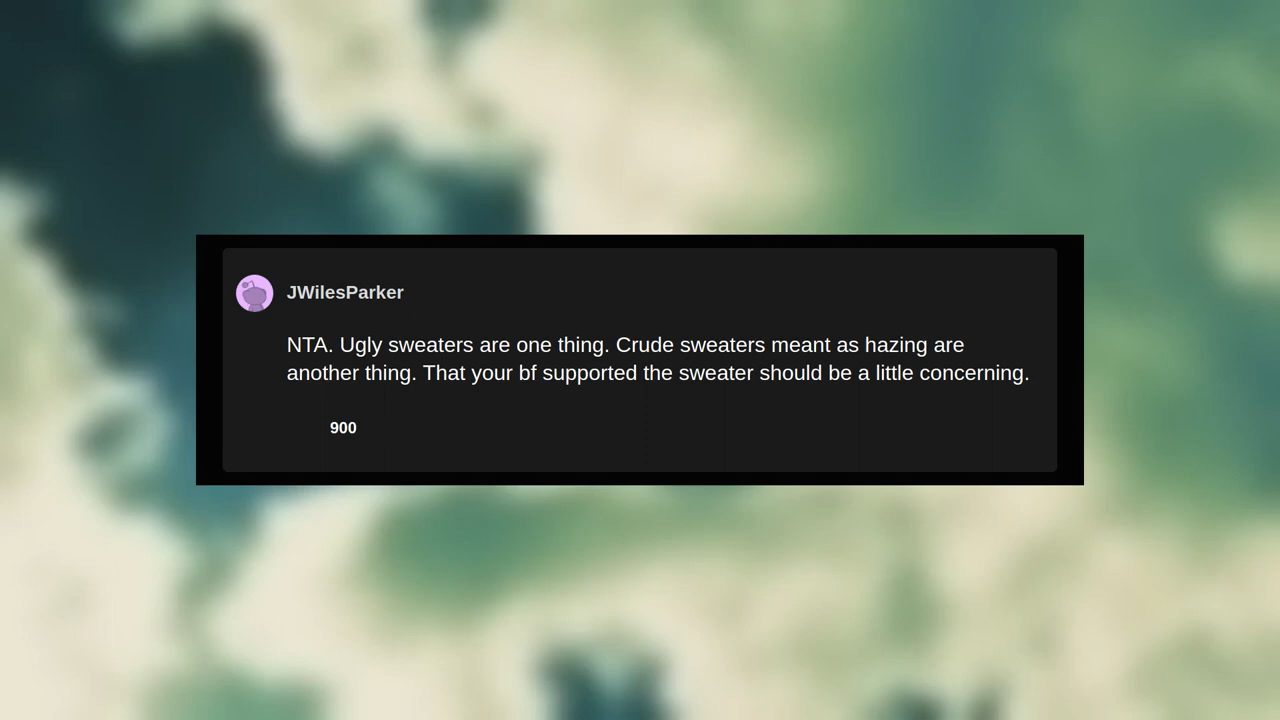 JWilesParker
NTA. Ugly sweaters are one thing. Crude sweaters meant as hazing are
another thing. That your bf supported the sweater should be a little concerning.
900